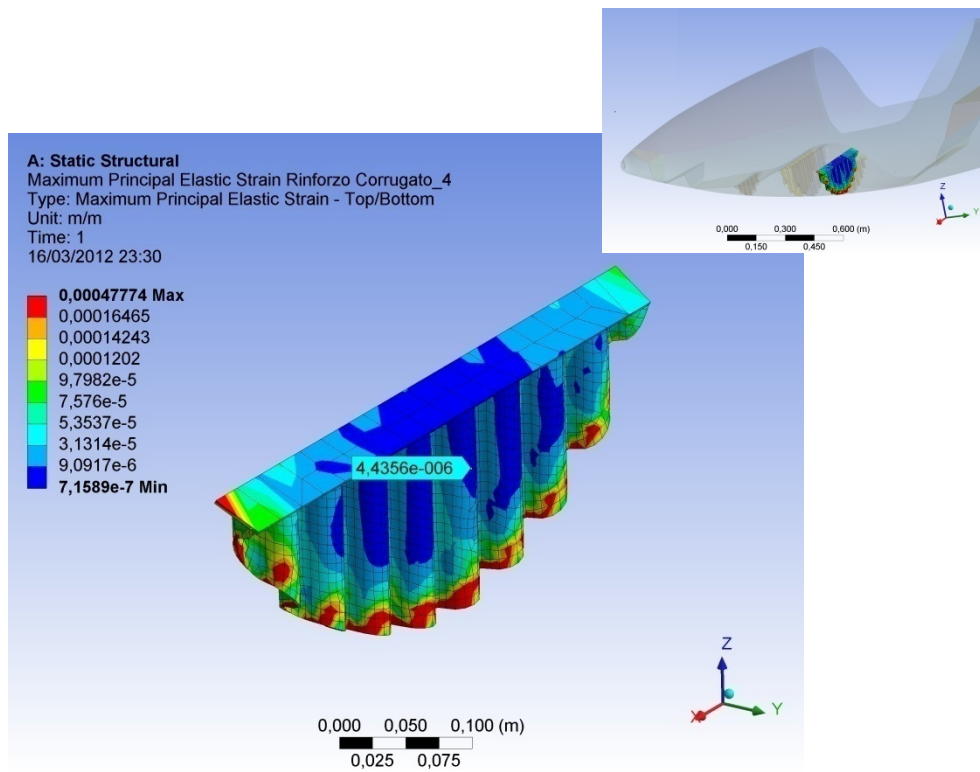 A: Static Structural
Maximum Principal Elastic Strain Rinforzo Corrugato_4
Type: Maximum Principal Elastic Strain - Top/Bottom
Unit: m/m
Time: 1
16/03/2012 23:30
0,00047774 Max
0,00016465
0,00014243
0,0001202
9,7982e-5
7,576e-5
5,3537e-5
3,1314e-5
9,0917e-6
7,1589e-7 Min
4,4356e-006
0,000 0,050 0,100 (m)
0,025 0,075
Z
Y
X
0,000 0,300 0,600 (m)
0,150 0,450
Z
Y
X